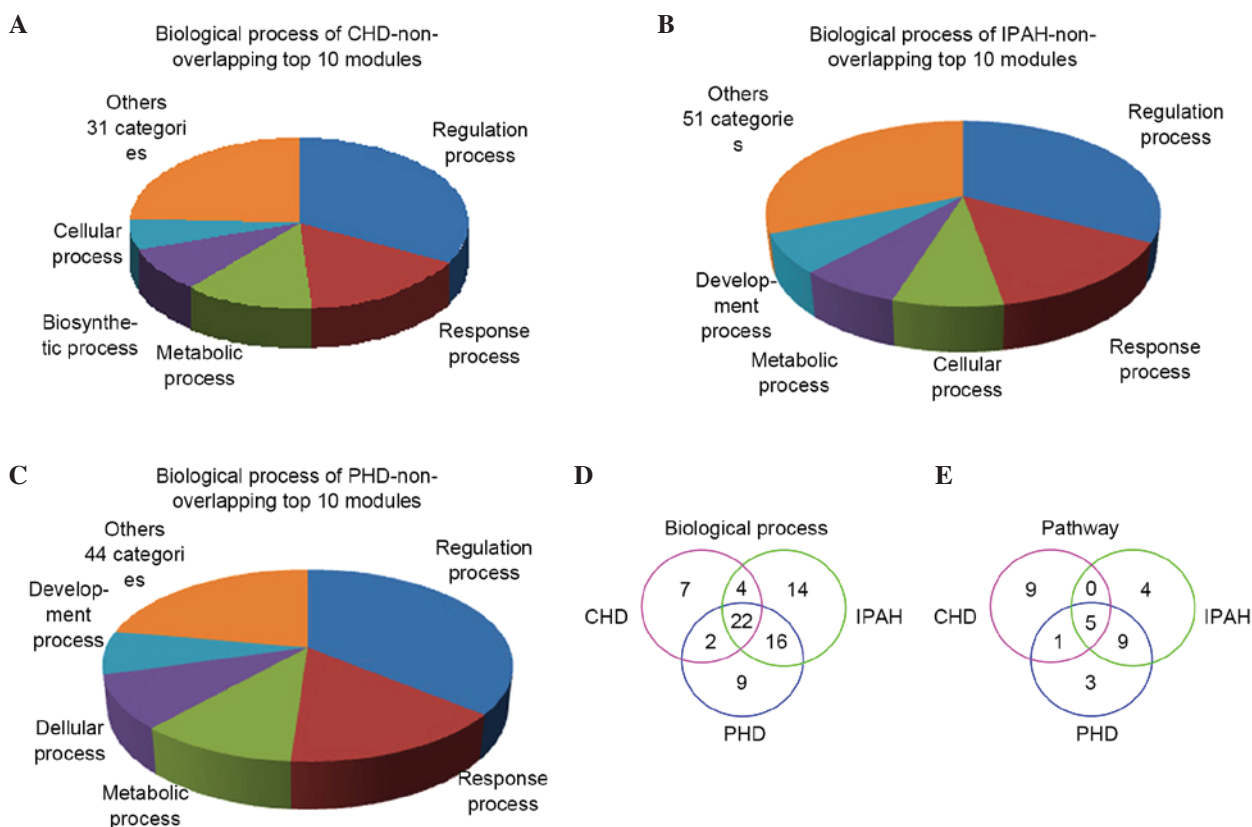 A
Biological process of CHD-non-
overlapping top 10 modules
Others
31 categori
es
Regulation
process
Cellular
process
Biosynthe-
tic process
Metabolic
process
Response
process
B
Biological process of IPAH-non-
overlapping top 10 modules
Others
51 categorie
s
Regulation
process
Develop-
ment process
Metabolic
process
Cellular
process
Response
process
C
Biological process of PHD-non-
overlapping top 10 modules
Others
44 categori
es
Regulation
process
Develop-
ment process
Dellular
process
Metabolic
process
Response
process
D
Biological process
7
4
14
CHD
22
IPAH
2
16
9
PHD
E
Pathway
9
0
4
CHD
5
IPAH
1
9
3
PHD